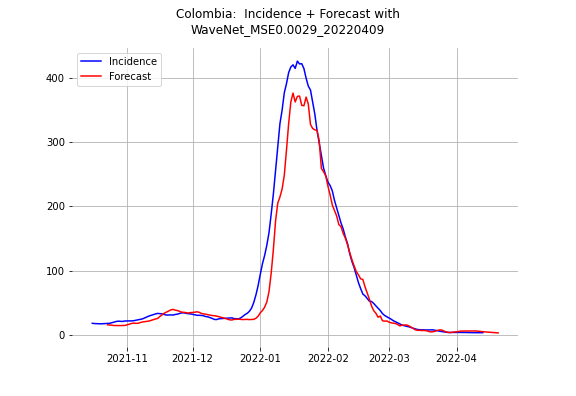 Colombia:  Incidence + Forecast with
WaveNet_MSE0.0029_20220409
Incidence
Forecast
400
300
200
100
0
2021-11
2021-12
2022-01
2022-02
2022-03
2022-04